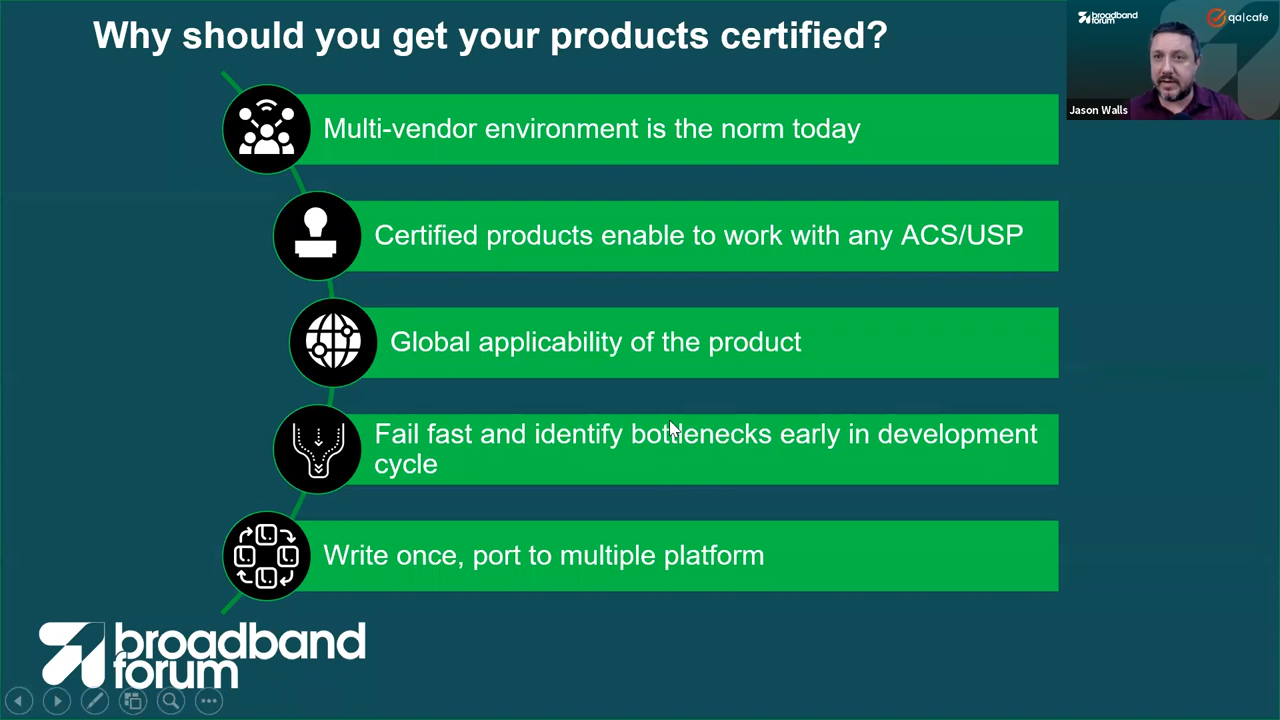 Why should you get your products certified?
broadband
forum
qa|cafe
Jason Walls
Multi-vendor environment is the norm today
Certified products enable to work with any ACS/USP
Global applicability of the product
Fail fast and identify bottlenecks early in development
cycle
Write once, port to multiple platform
broadband
forum